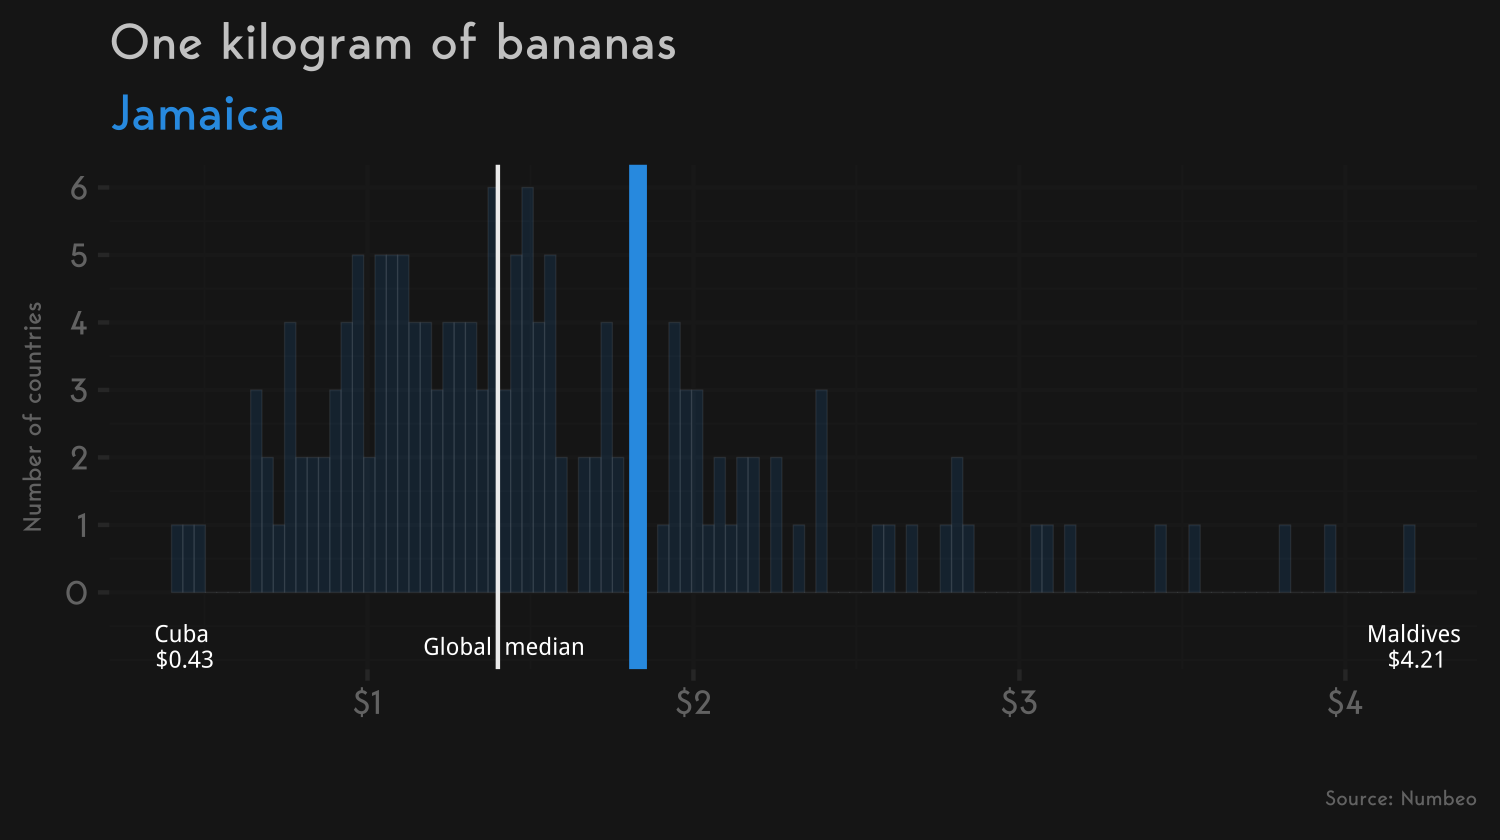 One kilogram of bananas
Jamaica
Number of countries
6
5
4
3
2
1
0
Cuba
$0.43
Global median
Maldives
$4.21
$1 $2 $3 $4
Source: Numbeo